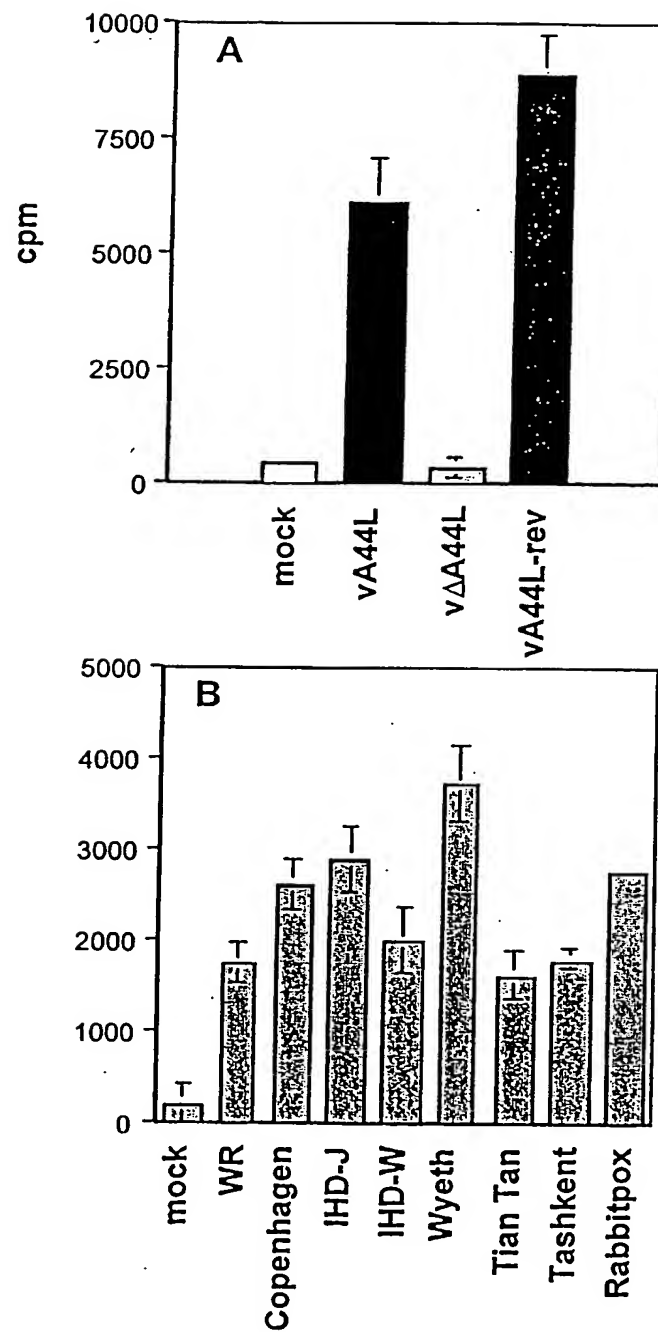 10000
A
7500
cpm
5000
2500
0
mock
vA44L
vΔA44L
vA44L-rev
5000
B
4000
3000
2000
1000
0
mock
WR
Copenhagen
IHD-J
IHD-W
Wyeth
Tian Tan
Tashkent
Rabbitpox